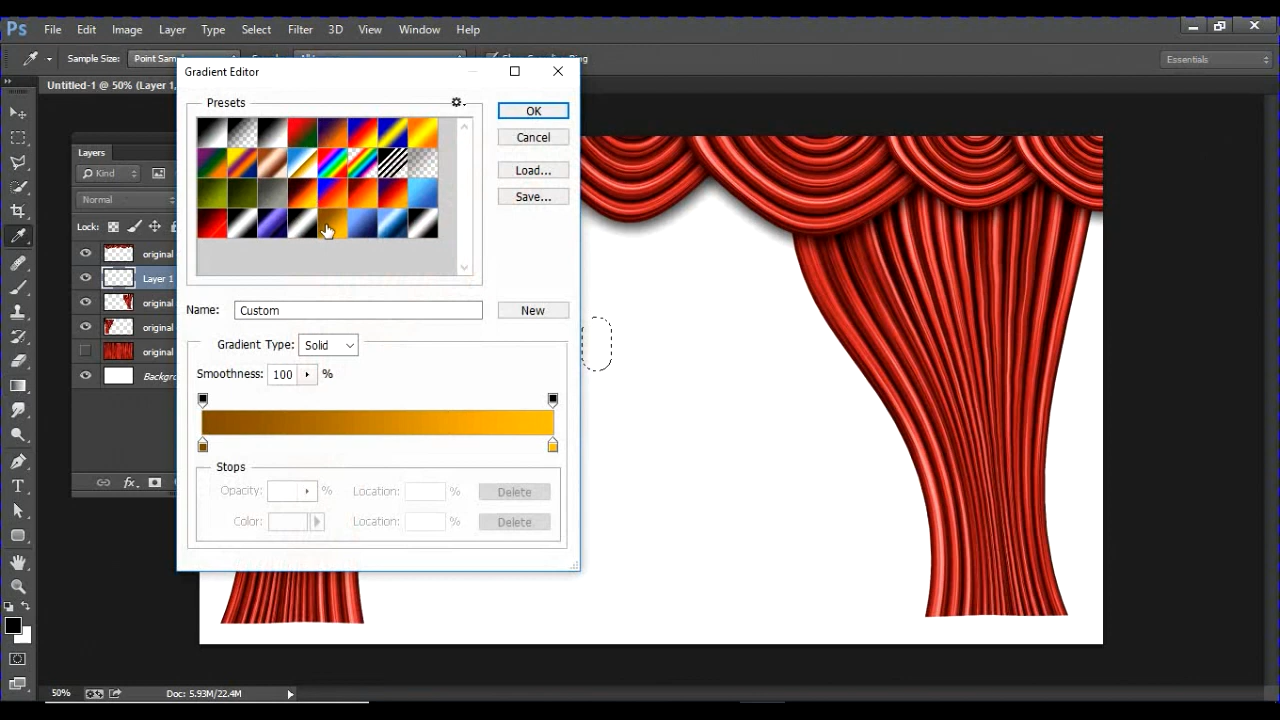 Ps File Edit Image Layer Type Select Filter 3D View Window Help
Sample Size: Point Sam
Essentials
Untitled-1 @ 50% (Layer 1,
Gradient Editor
Presets
OK
Cancel
Load...
Save...
Layers
Kind
Normal
Lock:
original
Layer 1
original
original
original
Backgro
Name: Custom New
Gradient Type: Solid
Smoothness: 100 %
Stops
Opacity: % Location: % Delete
Color: Location: % Delete
fx
T
50% Doc: 5.93M/22.4M